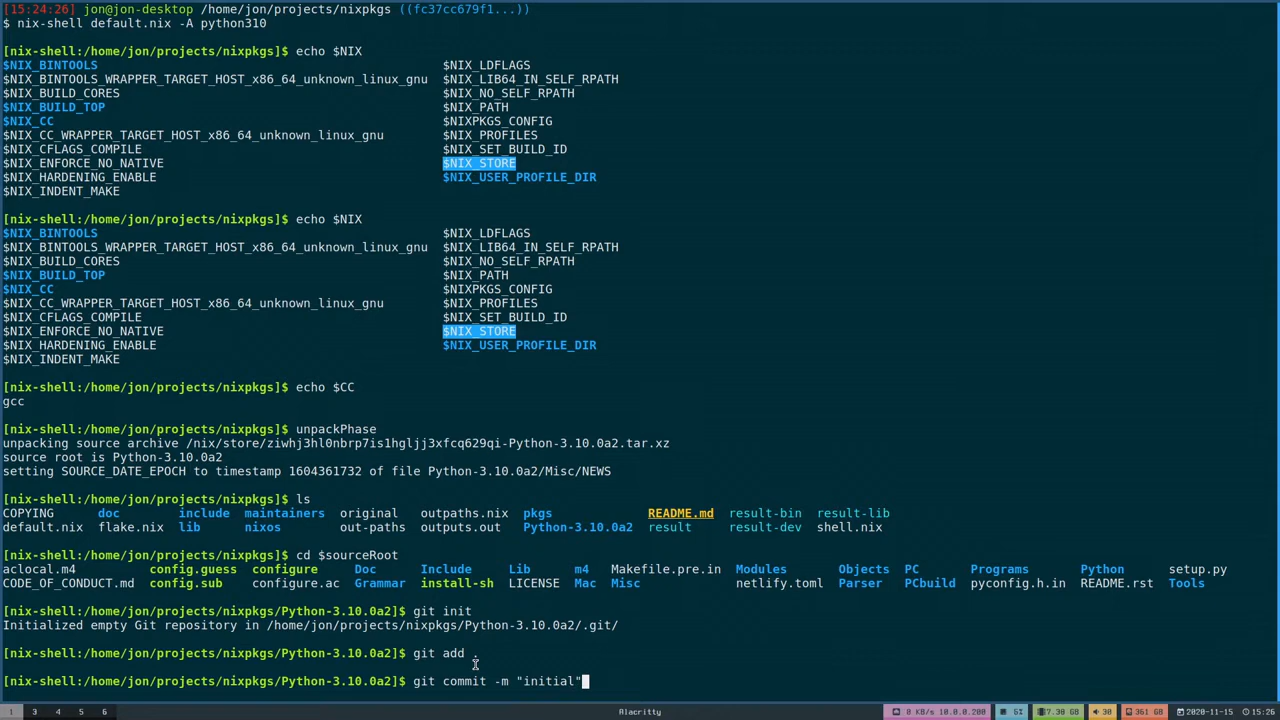 [15:24:26] jon@jon-desktop /home/jon/projects/nixpkgs ((fc37cc679f1...))
$ nix-shell default.nix -A python310
[nix-shell:/home/jon/projects/nixpkgs]$ echo $NIX
$NIX_BINTOOLS $NIX_LDFLAGS
$NIX_BINTOOLS_WRAPPER_TARGET_HOST_x86_64_unknown_linux_gnu $NIX_LIB64_IN_SELF_RPATH
$NIX_BUILD_CORES $NIX_NO_SELF_RPATH
$NIX_BUILD_TOP $NIX_PATH
$NIX_CC $NIXPKGS_CONFIG
$NIX_CC_WRAPPER_TARGET_HOST_x86_64_unknown_linux_gnu $NIX_PROFILES
$NIX_CFLAGS_COMPILE $NIX_SET_BUILD_ID
$NIX_ENFORCE_NO_NATIVE $NIX_STORE
$NIX_HARDENING_ENABLE $NIX_USER_PROFILE_DIR
$NIX_INDENT_MAKE
[nix-shell:/home/jon/projects/nixpkgs]$ echo $NIX
$NIX_BINTOOLS $NIX_LDFLAGS
$NIX_BINTOOLS_WRAPPER_TARGET_HOST_x86_64_unknown_linux_gnu $NIX_LIB64_IN_SELF_RPATH
$NIX_BUILD_CORES $NIX_NO_SELF_RPATH
$NIX_BUILD_TOP $NIX_PATH
$NIX_CC $NIXPKGS_CONFIG
$NIX_CC_WRAPPER_TARGET_HOST_x86_64_unknown_linux_gnu $NIX_PROFILES
$NIX_CFLAGS_COMPILE $NIX_SET_BUILD_ID
$NIX_ENFORCE_NO_NATIVE $NIX_STORE
$NIX_HARDENING_ENABLE $NIX_USER_PROFILE_DIR
$NIX_INDENT_MAKE
[nix-shell:/home/jon/projects/nixpkgs]$ echo $CC
gcc
[nix-shell:/home/jon/projects/nixpkgs]$ unpackPhase
unpacking source archive /nix/store/ziwhj3hl0nbrp7is1hgljj3xfcq629qi-Python-3.10.0a2.tar.xz
source root is Python-3.10.0a2
setting SOURCE_DATE_EPOCH to timestamp 1604361732 of file Python-3.10.0a2/Misc/NEWS
[nix-shell:/home/jon/projects/nixpkgs]$ ls
COPYING doc include maintainers original outpaths.nix pkgs README.md result-bin result-lib
default.nix flake.nix lib nixos out-paths outputs.out Python-3.10.0a2 result result-dev shell.nix
[nix-shell:/home/jon/projects/nixpkgs]$ cd $sourceRoot
aclocal.m4 config.guess configure Doc Include Lib m4 Makefile.pre.in Modules Objects PC Programs Python setup.py
CODE_OF_CONDUCT.md config.sub configure.ac Grammar install-sh LICENSE Mac Misc netlify.toml Parser PCbuild pyconfig.h.in README.rst Tools
[nix-shell:/home/jon/projects/nixpkgs/Python-3.10.0a2]$ git init
Initialized empty Git repository in /home/jon/projects/nixpkgs/Python-3.10.0a2/.git/
[nix-shell:/home/jon/projects/nixpkgs/Python-3.10.0a2]$ git add .
[nix-shell:/home/jon/projects/nixpkgs/Python-3.10.0a2]$ git commit -m "initial"
1 3 4 5 6 Alacritty 0 KB/s 10.0.0.200 GI 7.30 GB 30 361 GB 2020-11-15 15:26